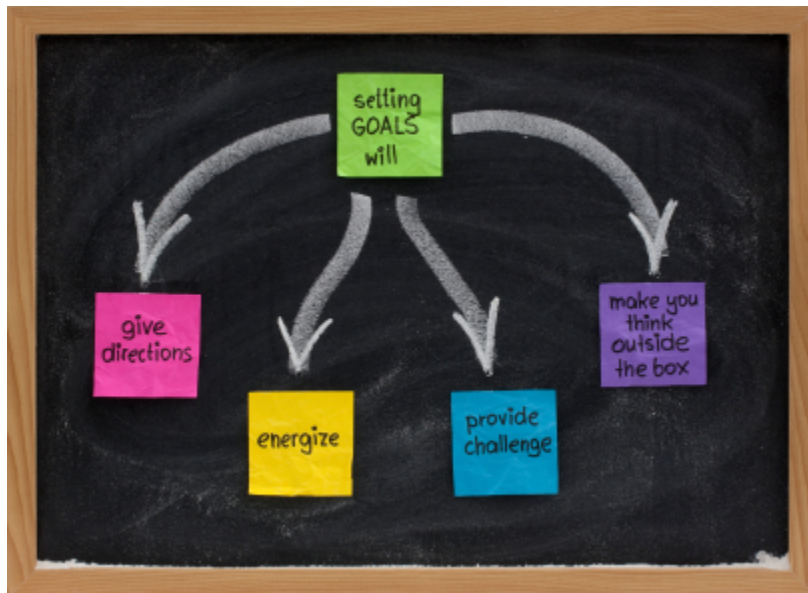 setting
GOALS
will
give
directions
energize
provide
challenge
make you
think
outside
the box